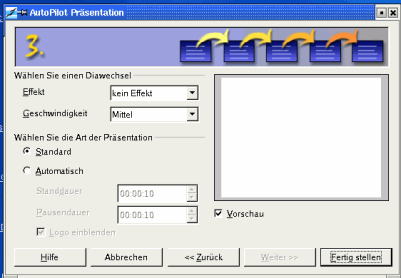 AutoPilot Präsentation
3.
Wählen Sie einen Diawechsel
Effekt
kein Effekt
Geschwindigkeit
Mittel
Wählen Sie die Art der Präsentation
Standard
Automatisch
Standdauer
00:00:10
Pausendauer
00:00:10
Logo einblenden
Vorschau
Hilfe
Abbrechen
<< Zurück
Weiter >>
Fertig stellen